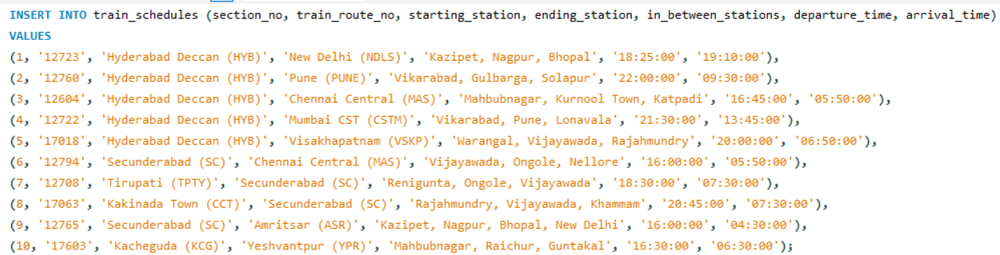 INSERT INTO train_schedules (section_no, train_route_no, starting_station, ending_station, in_between_stations, departure_time, arrival_time)
VALUES
(1, '12723', 'Hyderabad Deccan (HYB)', 'New Delhi (NDLS)', 'Kazipet, Nagpur, Bhopal', '18:25:00', '19:10:00'),
(2, '12760', 'Hyderabad Deccan (HYB)', 'Pune (PUNE)', 'Vikarabad, Gulbarga, Solapur', '22:00:00', '09:30:00'),
(3, '12604', 'Hyderabad Deccan (HYB)', 'Chennai Central (MAS)', 'Mahbubnagar, Kurnool Town, Katpadi', '16:45:00', '05:50:00'),
(4, '12722', 'Hyderabad Deccan (HYB)', 'Mumbai CST (CSTM)', 'Vikarabad, Pune, Lonavala', '21:30:00', '13:45:00'),
(5, '17018', 'Hyderabad Deccan (HYB)', 'Visakhapatnam (VSKP)', 'Warangal, Vijayawada, Rajahmundry', '20:00:00', '06:50:00'),
(6, '12794', 'Secunderabad (SC)', 'Chennai Central (MAS)', 'Vijayawada, Ongole, Nellore', '16:00:00', '05:50:00'),
(7, '12708', 'Tirupati (TPTY)', 'Secunderabad (SC)', 'Renigunta, Ongole, Vijayawada', '18:30:00', '07:30:00'),
(8, '17063', 'Kakinada Town (CCT)', 'Secunderabad (SC)', 'Rajahmundry, Vijayawada, Khammam', '20:45:00', '07:30:00'),
(9, '12765', 'Secunderabad (SC)', 'Amritsar (ASR)', 'Kazipet, Nagpur, Bhopal, New Delhi', '16:00:00', '04:30:00'),
(10, '17603', 'Kacheguda (KCG)', 'Yeshvantpur (YPR)', 'Mahbubnagar, Raichur, Guntakal', '16:30:00', '06:30:00');